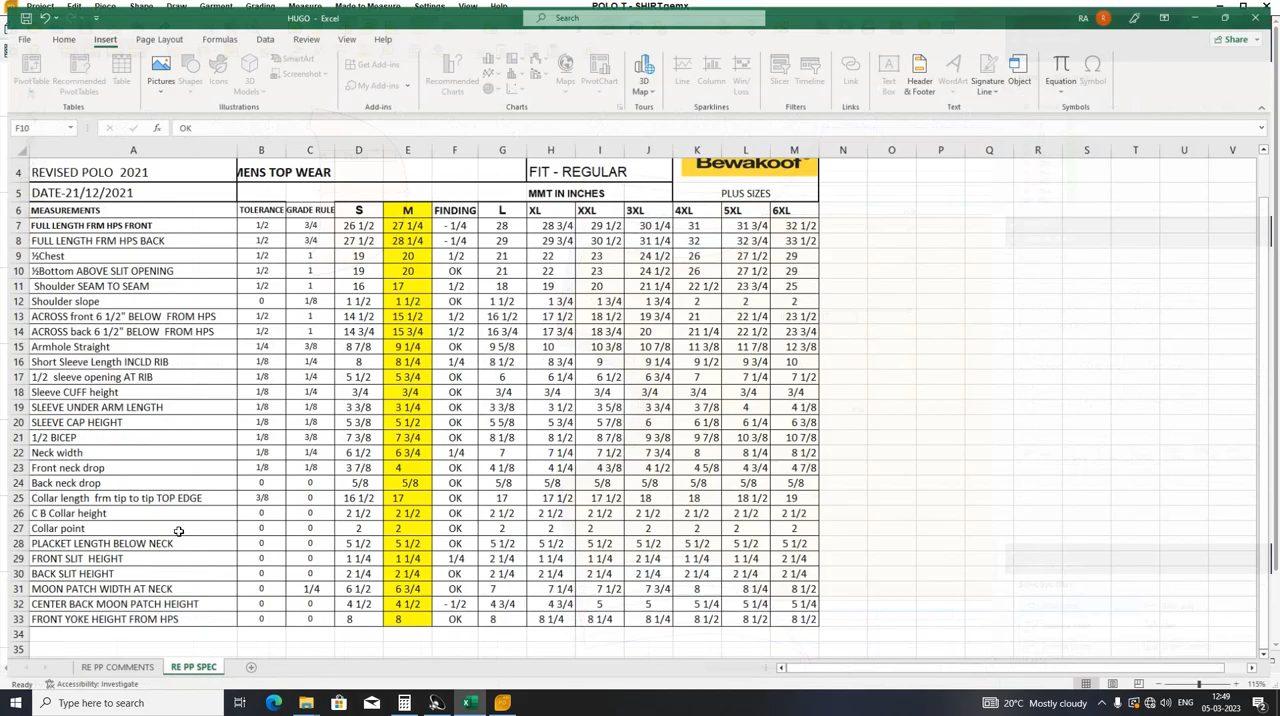 Pattern Edit Piece Shape Draw Garment Grading Measure Made to Measure Settings View Help POLO T - SHIRT.gemx
HUGO - Excel
Search
RA R
File Home Insert Page Layout Formulas Data Review View Help Share
PivotTable Recommended PivotTables Table
Pictures Shapes Icons 3D Models SmartArt Screenshot
Get Add-ins
My Add-ins
Recommended Charts Maps PivotChart
3D Map
Line Column Win/Loss
Slicer Timeline
Link
Text Box Header & Footer WordArt Signature Line Object
Equation Symbol
Tables Illustrations Add-ins Charts Tours Sparklines Filters Links Text Symbols
F10 fx OK
A B C D E F G H I J K L M N O P Q R S T U V
4 REVISED POLO 2021 MENS TOP WEAR FIT - REGULAR Bewakoof®
5 DATE-21/12/2021 MMT IN INCHES PLUS SIZES
6 MEASUREMENTS TOLERANCE GRADE RULE S M FINDING L XL XXL 3XL 4XL 5XL 6XL
7 FULL LENGTH FRM HPS FRONT 1/2 3/4 26 1/2 27 1/4 - 1/4 28 28 3/4 29 1/2 30 1/4 31 31 3/4 32 1/2
8 FULL LENGTH FRM HPS BACK 1/2 3/4 27 1/2 28 1/4 - 1/4 29 29 3/4 30 1/2 31 1/4 32 32 3/4 33 1/2
9 ½Chest 1/2 1 19 20 1/2 21 22 23 24 1/2 26 27 1/2 29
10 ½Bottom ABOVE SLIT OPENING 1/2 1 19 20 OK 21 22 23 24 1/2 26 27 1/2 29
11 Shoulder SEAM TO SEAM 1/2 1 16 17 1/2 18 19 20 21 1/4 22 1/2 23 3/4 25
12 Shoulder slope 0 1/8 1 1/2 1 1/2 OK 1 1/2 1 3/4 1 3/4 1 3/4 2 2 2
13 ACROSS front 6 1/2" BELOW FROM HPS 1/2 1 14 1/2 15 1/2 1/2 16 1/2 17 1/2 18 1/2 19 3/4 21 22 1/4 23 1/2
14 ACROSS back 6 1/2" BELOW FROM HPS 1/2 1 14 3/4 15 3/4 1/2 16 3/4 17 3/4 18 3/4 20 21 1/4 22 1/2 23 3/4
15 Armhole Straight 1/4 3/8 8 7/8 9 1/4 OK 9 5/8 10 10 3/8 10 7/8 11 3/8 11 7/8 12 3/8
16 Short Sleeve Length INCLD RIB 1/8 1/4 8 8 1/4 1/4 8 1/2 8 3/4 9 9 1/4 9 1/2 9 3/4 10
17 1/2 sleeve opening AT RIB 1/8 1/4 5 1/2 5 3/4 OK 6 6 1/4 6 1/2 6 3/4 7 7 1/4 7 1/2
18 Sleeve CUFF height 1/8 1/4 3/4 3/4 OK 3/4 3/4 3/4 3/4 3/4 3/4 3/4
19 SLEEVE UNDER ARM LENGTH 1/8 1/8 3 3/8 3 1/4 OK 3 3/8 3 1/2 3 5/8 3 3/4 3 7/8 4 4 1/8
20 SLEEVE CAP HEIGHT 1/8 1/8 5 3/8 5 1/2 OK 5 5/8 5 3/4 5 7/8 6 6 1/8 6 1/4 6 3/8
21 1/2 BICEP 1/8 3/8 7 3/8 7 3/4 OK 8 1/8 8 1/2 8 7/8 9 3/8 9 7/8 10 3/8 10 7/8
22 Neck width 1/8 1/4 6 1/2 6 3/4 1/4 7 7 1/4 7 1/2 7 3/4 8 8 1/4 8 1/2
23 Front neck drop 1/8 1/8 3 7/8 4 OK 4 1/8 4 1/4 4 3/8 4 1/2 4 5/8 4 3/4 4 7/8
24 Back neck drop 0 0 5/8 5/8 OK 5/8 5/8 5/8 5/8 5/8 5/8 5/8
25 Collar length frm tip to tip TOP EDGE 3/8 0 16 1/2 17 OK 17 17 1/2 17 1/2 18 18 18 1/2 19
26 C B Collar height 0 0 2 1/2 2 1/2 OK 2 1/2 2 1/2 2 1/2 2 1/2 2 1/2 2 1/2 2 1/2
27 Collar point 0 0 2 2 OK 2 2 2 2 2 2 2
28 PLACKET LENGTH BELOW NECK 0 0 5 1/2 5 1/2 OK 5 1/2 5 1/2 5 1/2 5 1/2 5 1/2 5 1/2 5 1/2
29 FRONT SLIT HEIGHT 0 0 1 1/4 1 1/4 1/4 2 1/4 1 1/4 1 1/4 1 1/4 2 1/4 2 1/4 2 1/4
30 BACK SLIT HEIGHT 0 0 2 1/4 2 1/4 OK 2 1/4 2 1/4 2 1/4 2 1/4 2 1/4 2 1/4 2 1/4
31 MOON PATCH WIDTH AT NECK 0 1/4 6 1/2 6 3/4 OK 7 7 1/4 7 1/2 7 3/4 8 8 1/4 8 1/2
32 CENTER BACK MOON PATCH HEIGHT 0 0 4 1/2 4 1/2 - 1/2 4 3/4 4 3/4 5 5 5 1/4 5 1/4 5 1/4
33 FRONT YOKE HEIGHT FROM HPS 0 0 8 8 OK 8 8 1/4 8 1/4 8 1/4 8 1/2 8 1/2 8 1/2
34
35
RE PP COMMENTS RE PP SPEC
Ready Accessibility: Investigate 115%
Type here to search 20°C Mostly cloudy ENG 12:49
05-03-2023